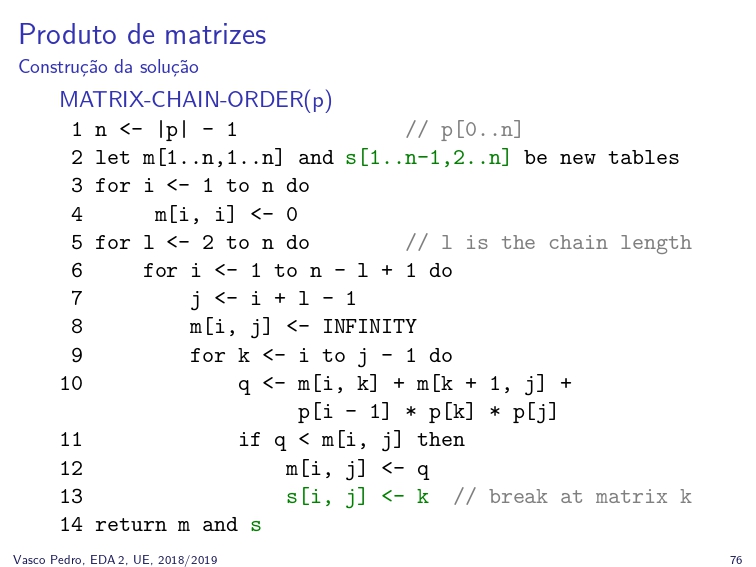 Produto de matrizes
Construção da solução
MATRIX-CHAIN-ORDER(p)
1 n <- |p| - 1 // p[0..n]
2 let m[1..n,1..n] and s[1..n-1,2..n] be new tables
3 for i <- 1 to n do
4 m[i, i] <- 0
5 for l <- 2 to n do // l is the chain length
6 for i <- 1 to n - l + 1 do
7 j <- i + l - 1
8 m[i, j] <- INFINITY
9 for k <- i to j - 1 do
10 q <- m[i, k] + m[k + 1, j] +
p[i - 1] * p[k] * p[j]
11 if q < m[i, j] then
12 m[i, j] <- q
13 s[i, j] <- k // break at matrix k
14 return m and s
Vasco Pedro, EDA 2, UE, 2018/2019 76